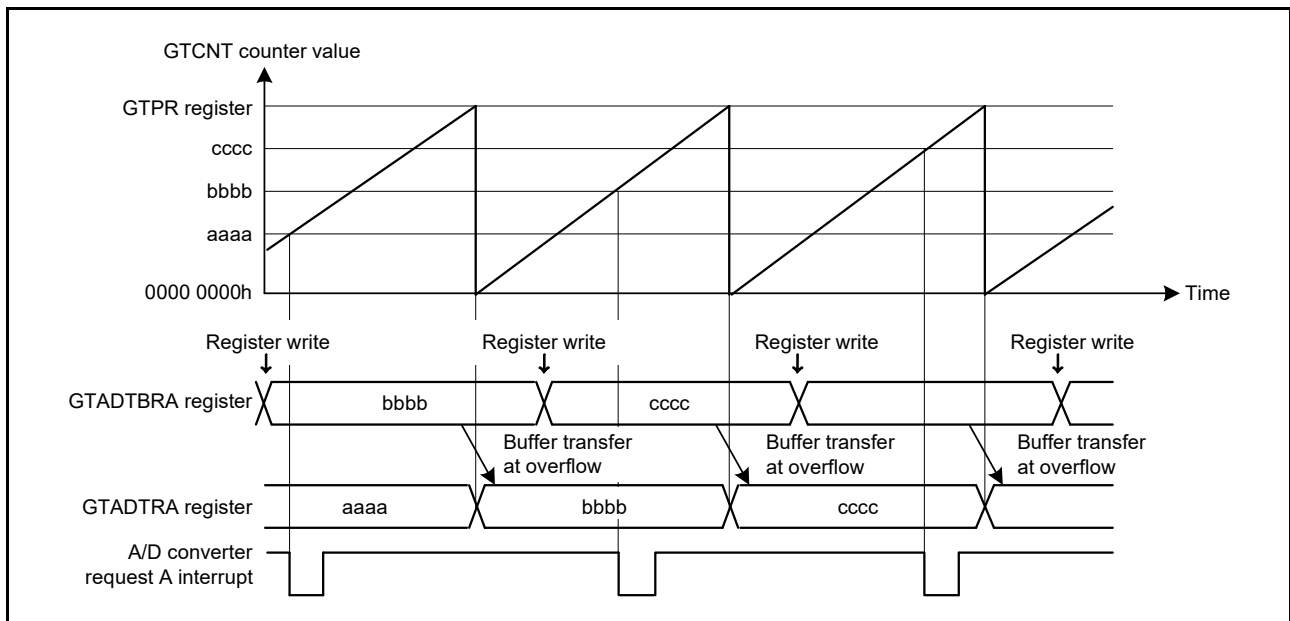 GTCNT counter value
GTPR register
cccc
bbbb
aaaa
0000 0000h
Time
Register write
Register write
Register write
Register write
GTADTBRA register
bbbb
cccc
Buffer transfer
at overflow
Buffer transfer
at overflow
Buffer transfer
at overflow
GTADTRA register
aaaa
bbbb
cccc
A/D converter
request A interrupt